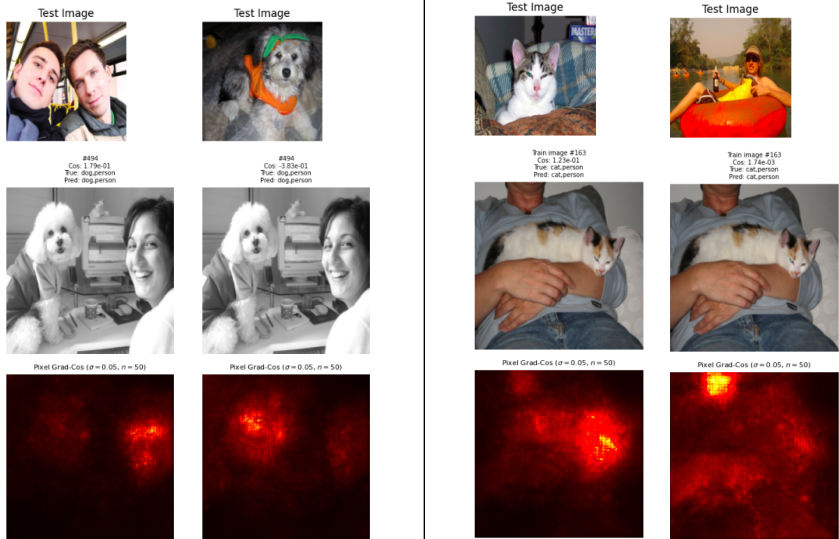 Test Image
Test Image
#494
Cos: 1.79e-01
True: dog,person
Pred: dog,person
#494
Cos: -3.83e-01
True: dog,person
Pred: dog,person
Pixel Grad-Cos (σ = 0.05, n = 50)
Pixel Grad-Cos (σ = 0.05, n = 50)
Test Image
Test Image
MASTER
Train image #163
Cos: 1.23e-01
True: cat,person
Pred: cat,person
Train image #163
Cos: 1.74e-03
True: cat,person
Pred: cat,person
Pixel Grad-Cos (σ = 0.05, n = 50)
Pixel Grad-Cos (σ = 0.05, n = 50)